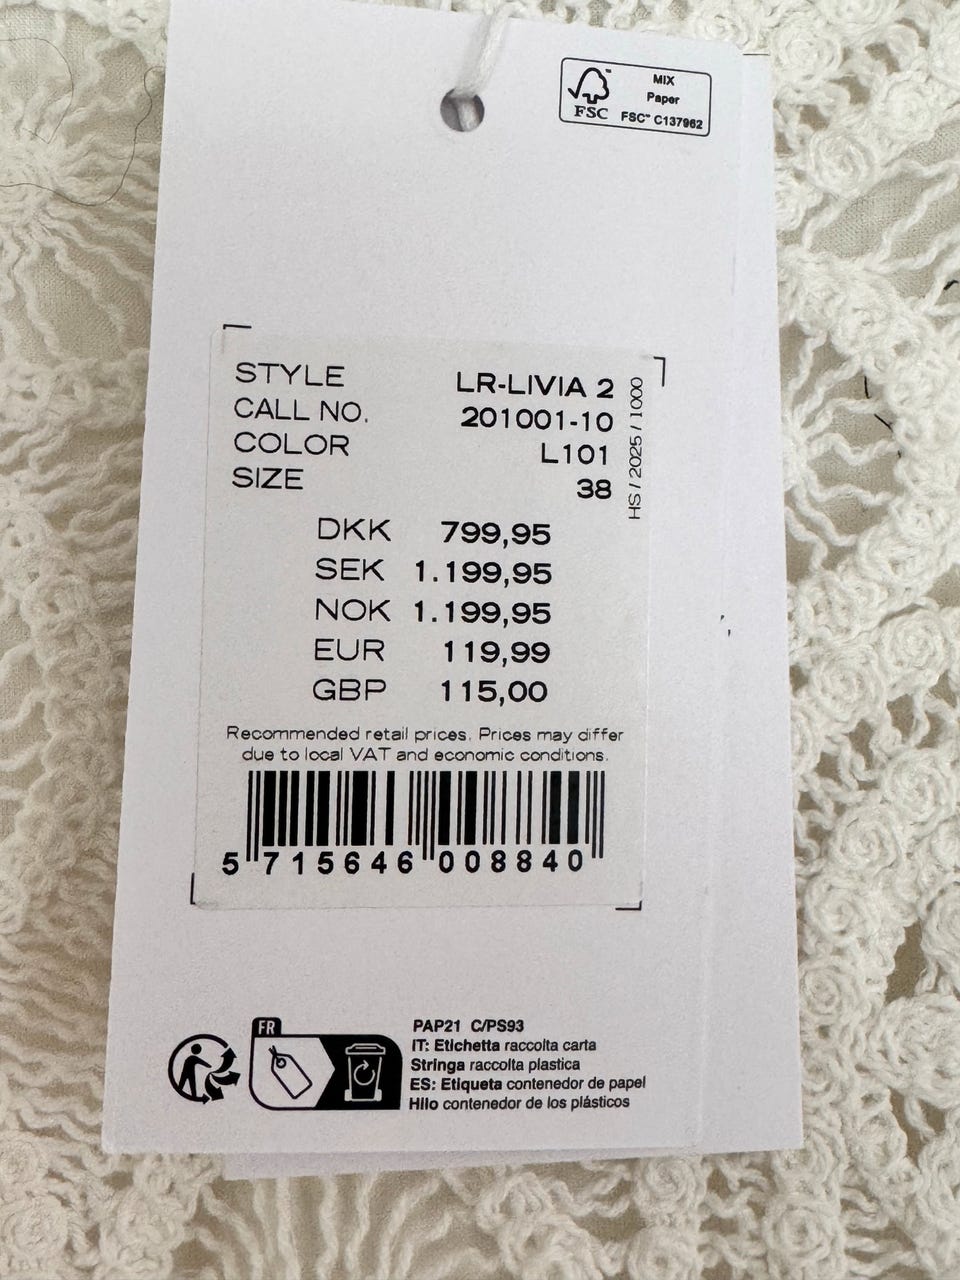 FSC™
MIX
Paper
FSC™ C137962
STYLE LR-LIVIA 2
CALL NO. 201001-10
COLOR L101
SIZE 38
HS / 2025 / 1000
DKK 799,95
SEK 1.199,95
NOK 1.199,95
EUR 119,99
GBP 115,00
Recommended retail prices. Prices may differ
due to local VAT and economic conditions.
5 715646 008840
FR
PAP21 C/PS93
IT: Etichetta raccolta carta
Stringa raccolta plastica
ES: Etiqueta contenedor de papel
Hilo contenedor de los plásticos